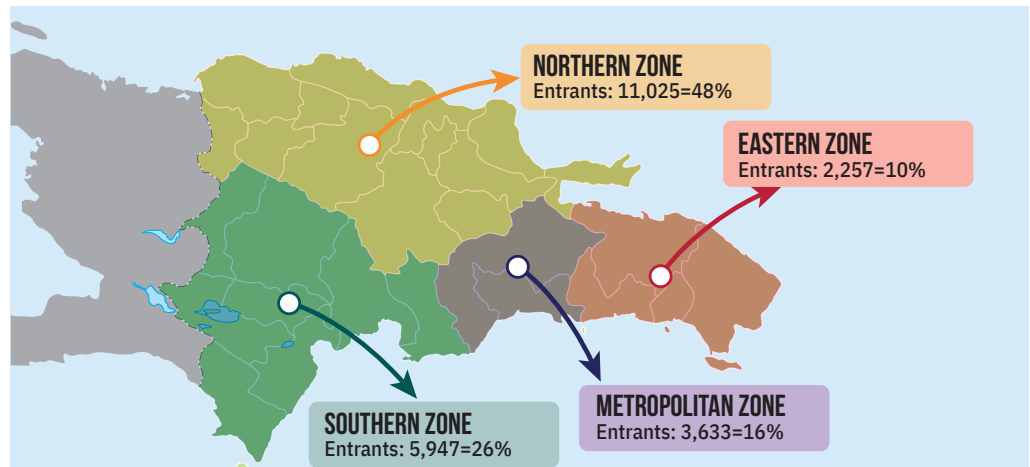 NORTHERN ZONE
Entrants: 11,025=48%
EASTERN ZONE
Entrants: 2,257=10%
METROPOLITAN ZONE
Entrants: 3,633=16%
SOUTHERN ZONE
Entrants: 5,947=26%